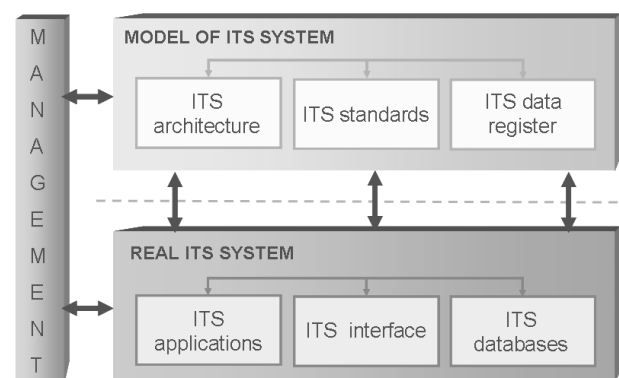 MANAGEMENT
MODEL OF ITS SYSTEM
ITS
architecture
ITS standards
ITS data
register
REAL ITS SYSTEM
ITS
applications
ITS interface
ITS
databases